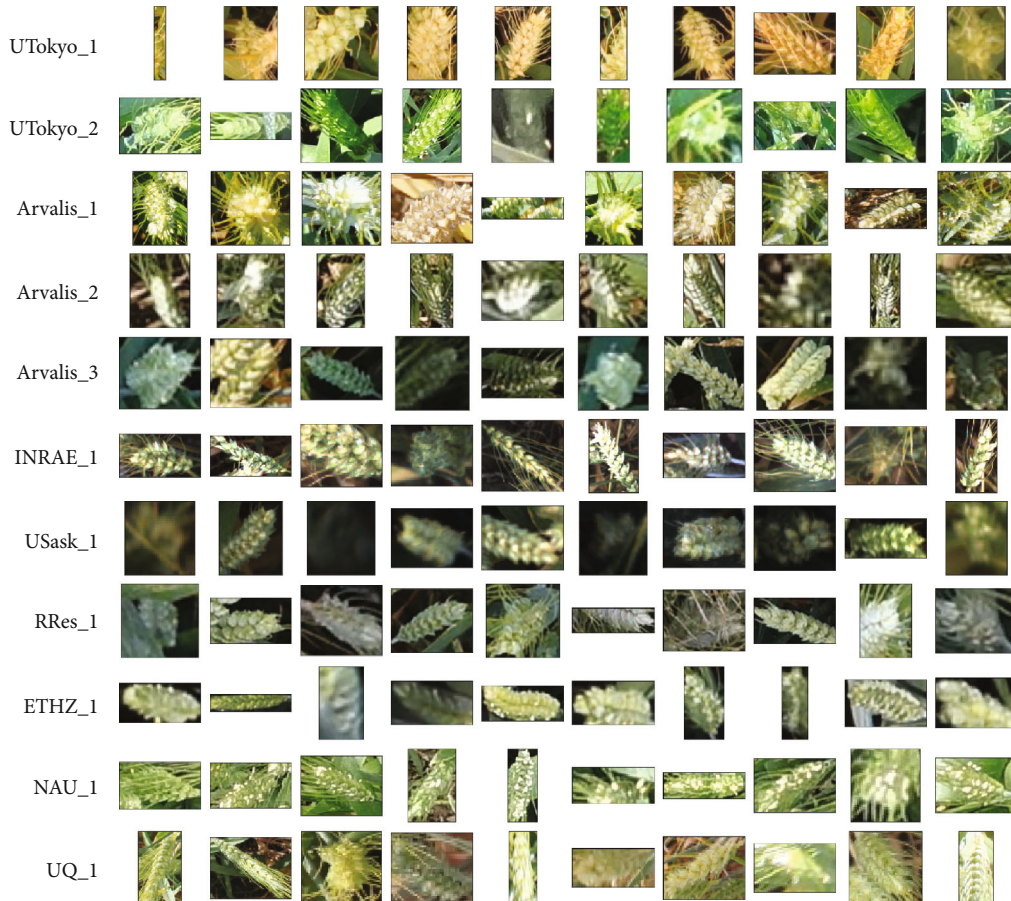 UTokyo_1
UTokyo_2
Arvalis_1
Arvalis_2
Arvalis_3
INRAE_1
USask_1
RRes_1
ETHZ_1
NAU_1
UQ_1